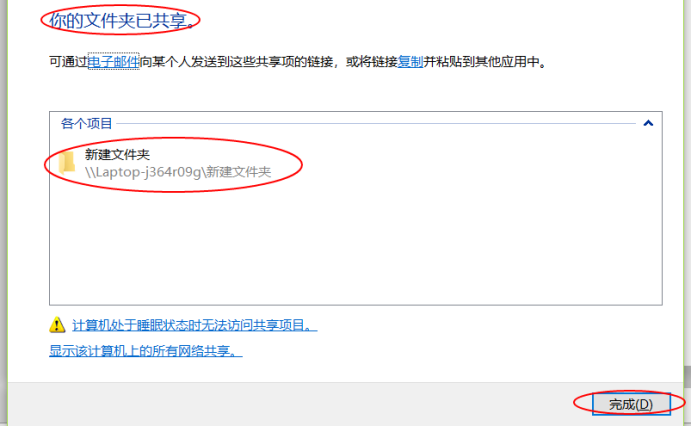 你的文件夹已共享。
可通过电子邮件向某个人发送到这些共享项的链接，或将链接复制并粘贴到其他应用中。
各个项目
新建文件夹
\\Laptop-j364r09g\新建文件夹
计算机处于睡眠状态时无法访问共享项目。
显示该计算机上的所有网络共享。
完成(D)